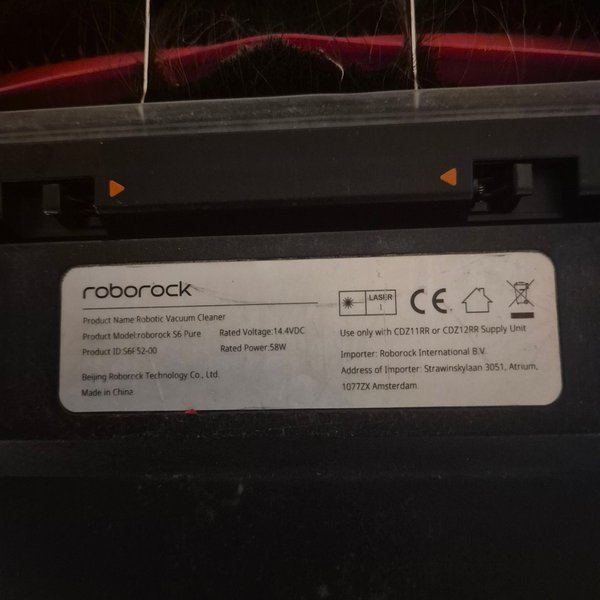 roborock
Product Name:Robotic Vacuum Cleaner
Product Model:roborock S6 Pure Rated Voltage:14.4VDC
Product ID:S6F52-00 Rated Power:58W
Beijing Roborock Technology Co., Ltd.
Made in China
LASER
1
CE
Use only with CDZ11RR or CDZ12RR Supply Unit
Importer: Roborock International B.V.
Address of Importer: Strawinskylaan 3051, Atrium,
1077ZX Amsterdam